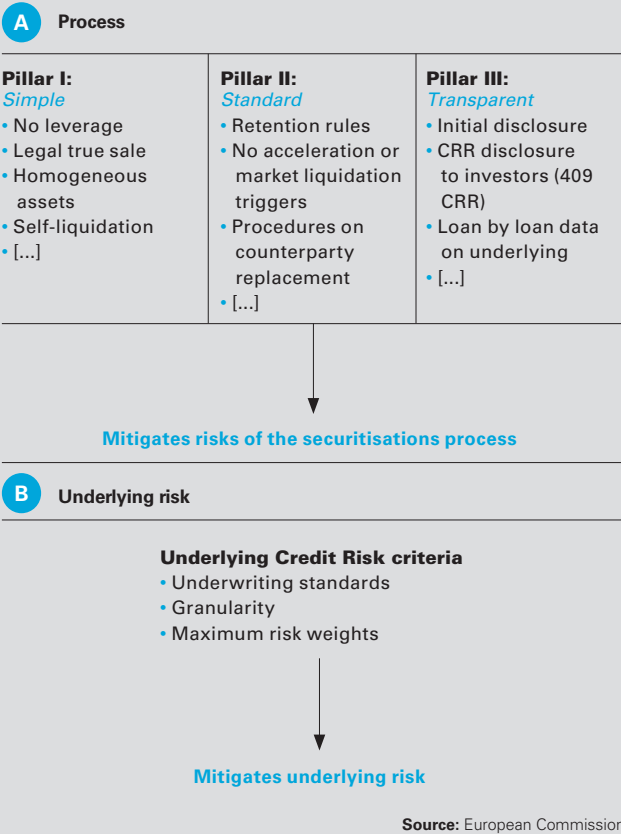 A Process
Pillar I:
Simple
• No leverage
• Legal true sale
• Homogeneous
assets
• Self-liquidation
• [...]
Pillar II:
Standard
• Retention rules
• No acceleration or
market liquidation
triggers
• Procedures on
counterparty
replacement
• [...]
Pillar III:
Transparent
• Initial disclosure
• CRR disclosure
to investors (409
CRR)
• Loan by loan data
on underlying
• [...]
Mitigates risks of the securitisations process
B Underlying risk
Underlying Credit Risk criteria
• Underwriting standards
• Granularity
• Maximum risk weights
Mitigates underlying risk
Source: European Commission